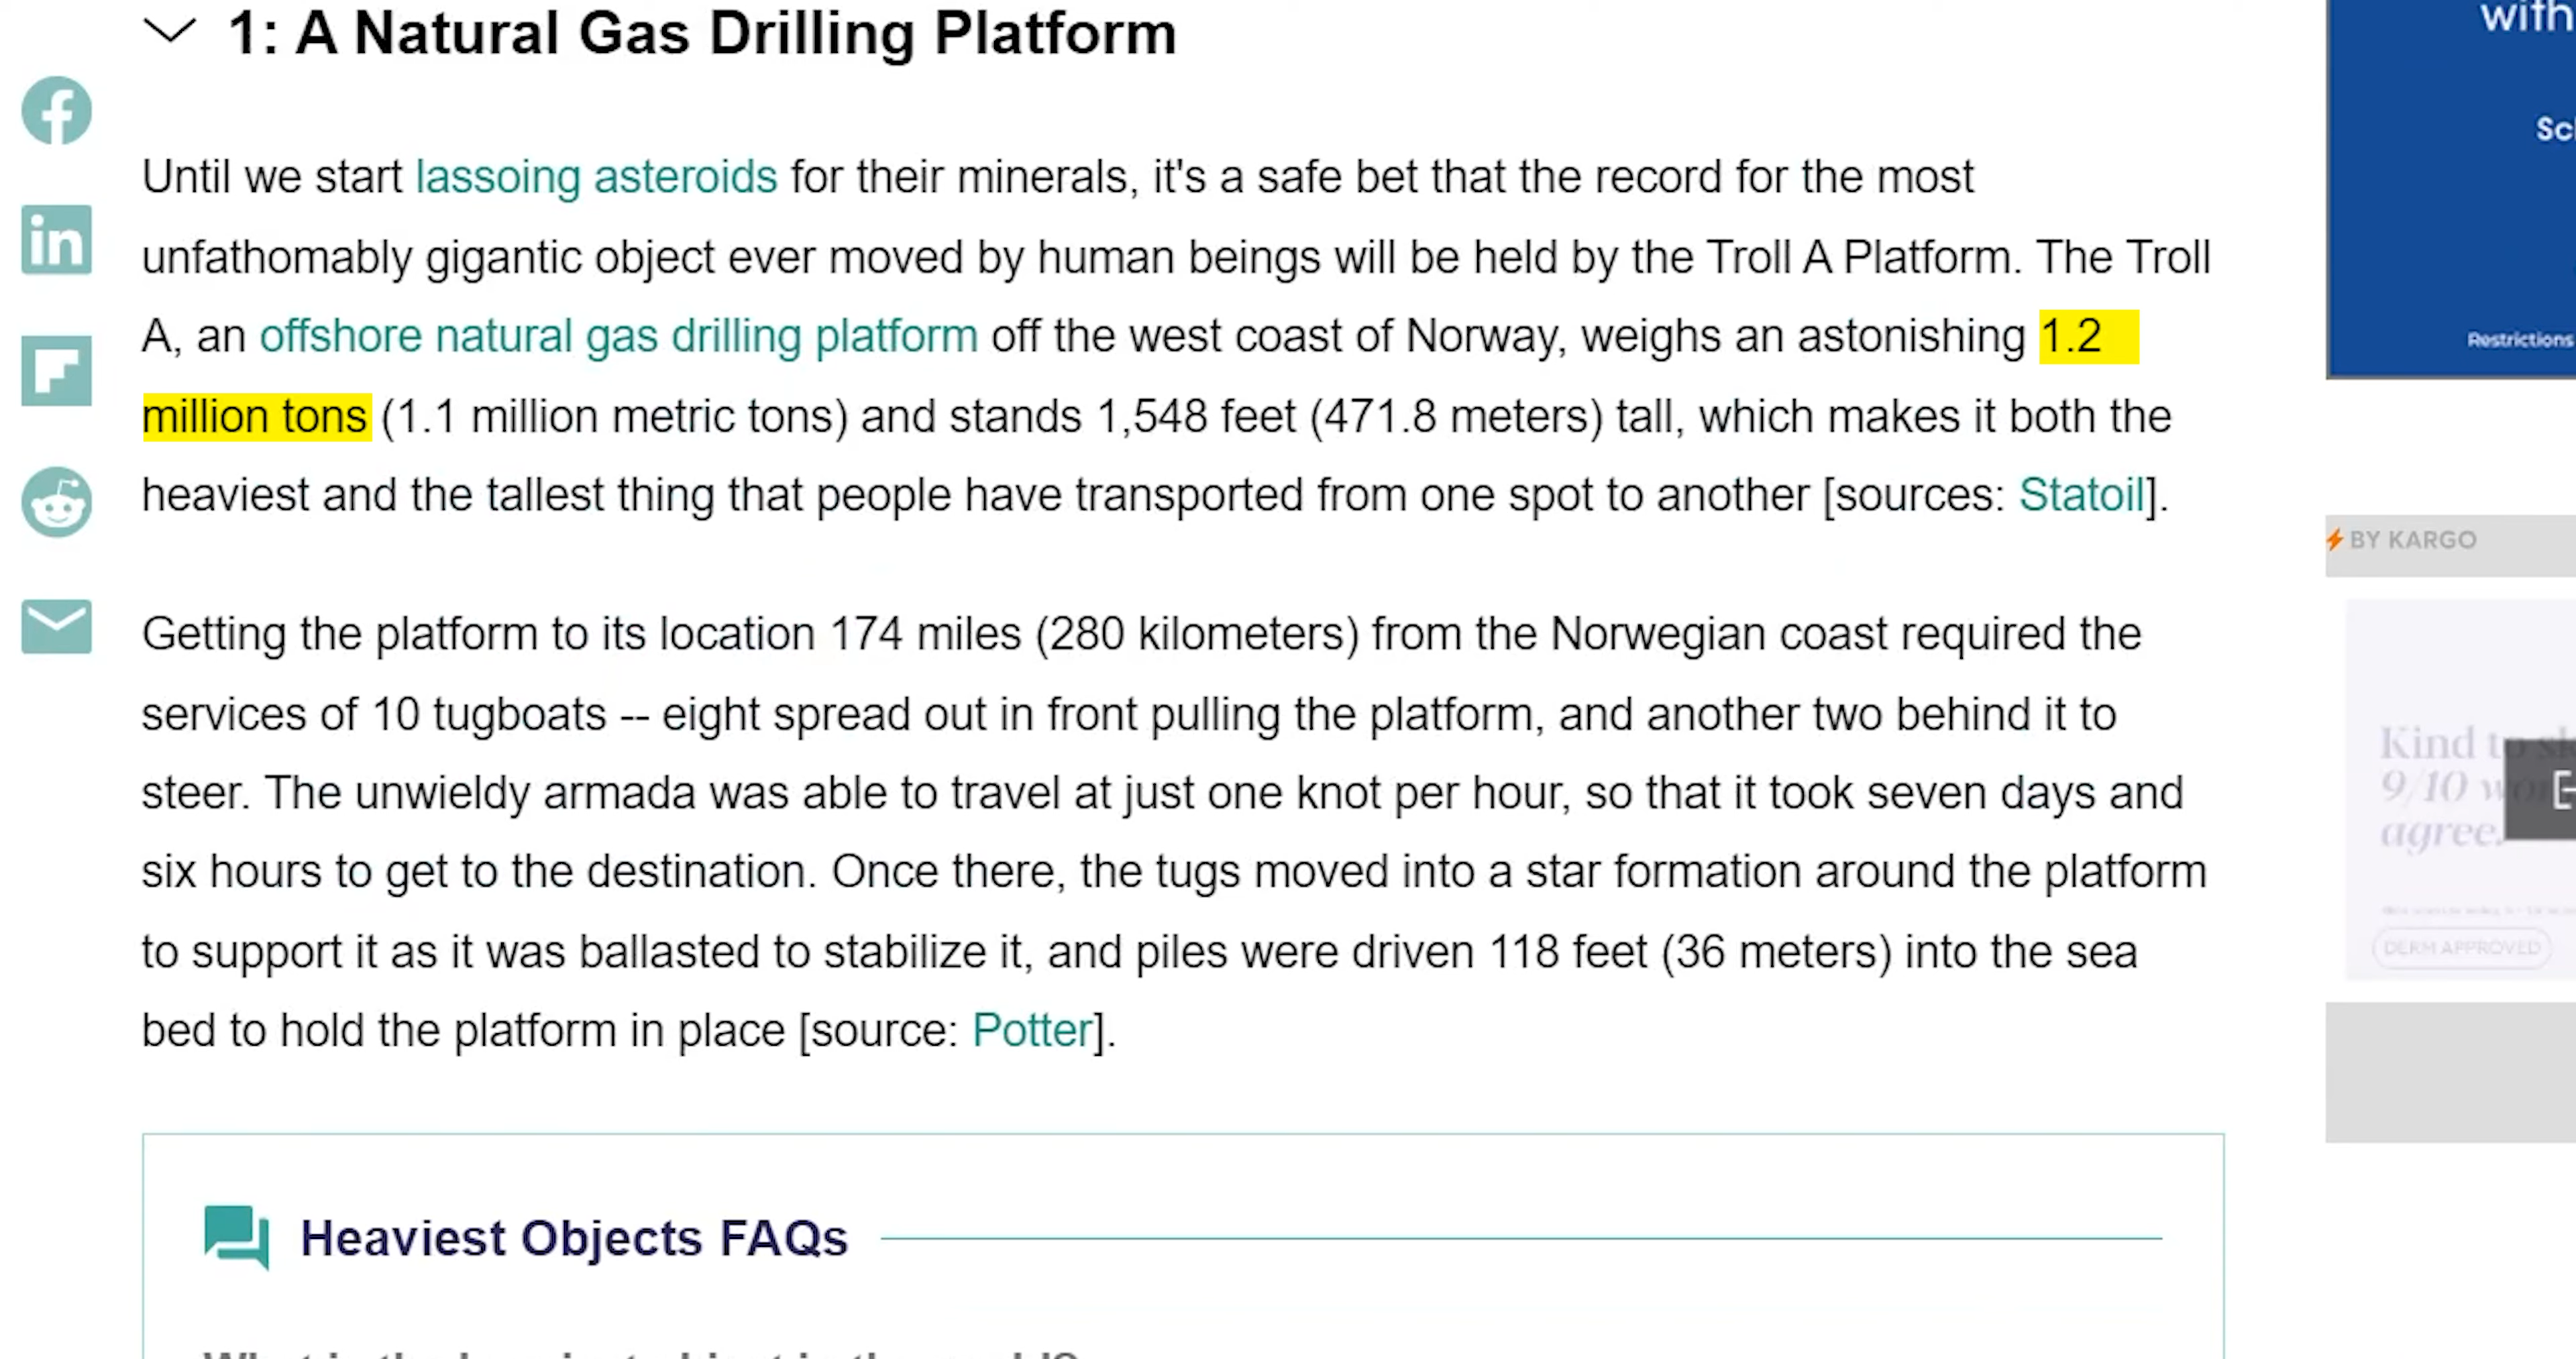 1: A Natural Gas Drilling Platform
Until we start lassoing asteroids for their minerals, it's a safe bet that the record for the most
unfathomably gigantic object ever moved by human beings will be held by the Troll A Platform. The Troll
A, an offshore natural gas drilling platform off the west coast of Norway, weighs an astonishing 1.2
million tons (1.1 million metric tons) and stands 1,548 feet (471.8 meters) tall, which makes it both the
heaviest and the tallest thing that people have transported from one spot to another [sources: Statoil].
Getting the platform to its location 174 miles (280 kilometers) from the Norwegian coast required the
services of 10 tugboats -- eight spread out in front pulling the platform, and another two behind it to
steer. The unwieldy armada was able to travel at just one knot per hour, so that it took seven days and
six hours to get to the destination. Once there, the tugs moved into a star formation around the platform
to support it as it was ballasted to stabilize it, and piles were driven 118 feet (36 meters) into the sea
bed to hold the platform in place [source: Potter].
Heaviest Objects FAQs
with
Restrictions
BY KARGO
Kind to
9/10
agree.
DERM APPROVED